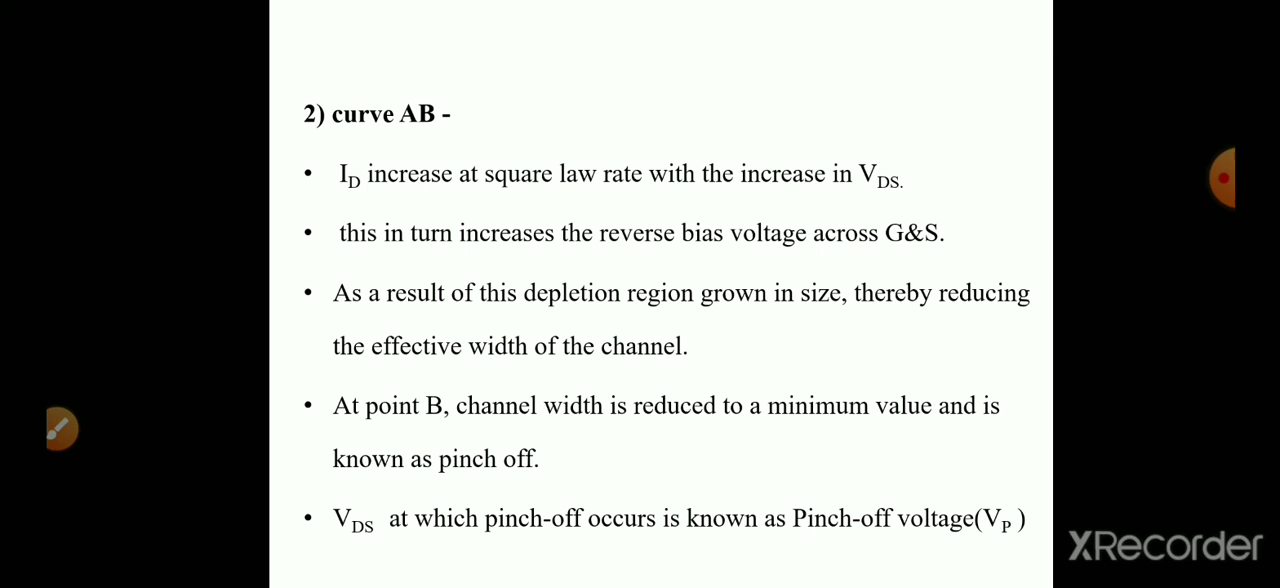 2) curve AB -
• I_D increase at square law rate with the increase in V_DS.
• this in turn increases the reverse bias voltage across G&S.
• As a result of this depletion region grown in size, thereby reducing
the effective width of the channel.
• At point B, channel width is reduced to a minimum value and is
known as pinch off.
• V_DS at which pinch-off occurs is known as Pinch-off voltage(V_P )
XRecorder